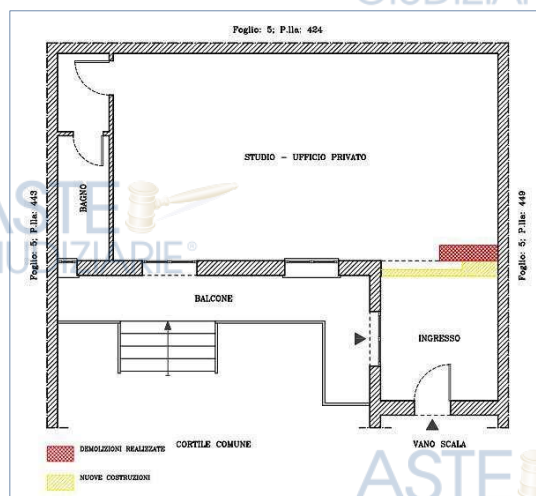 GIUDIZIARIE
Foglio: 5; P.lla: 424
STUDIO - UFFICIO PRIVATO
BAGNO
Foglio: 5; P.lla: 443
Foglio: 5; P.lla: 449
ASTE
GIUDIZIARIE®
BALCONE
INGRESSO
DEMOLIZIONI REALIZZATE
CORTILE COMUNE
VANO SCALA
NUOVE COSTRUZIONI
ASTE